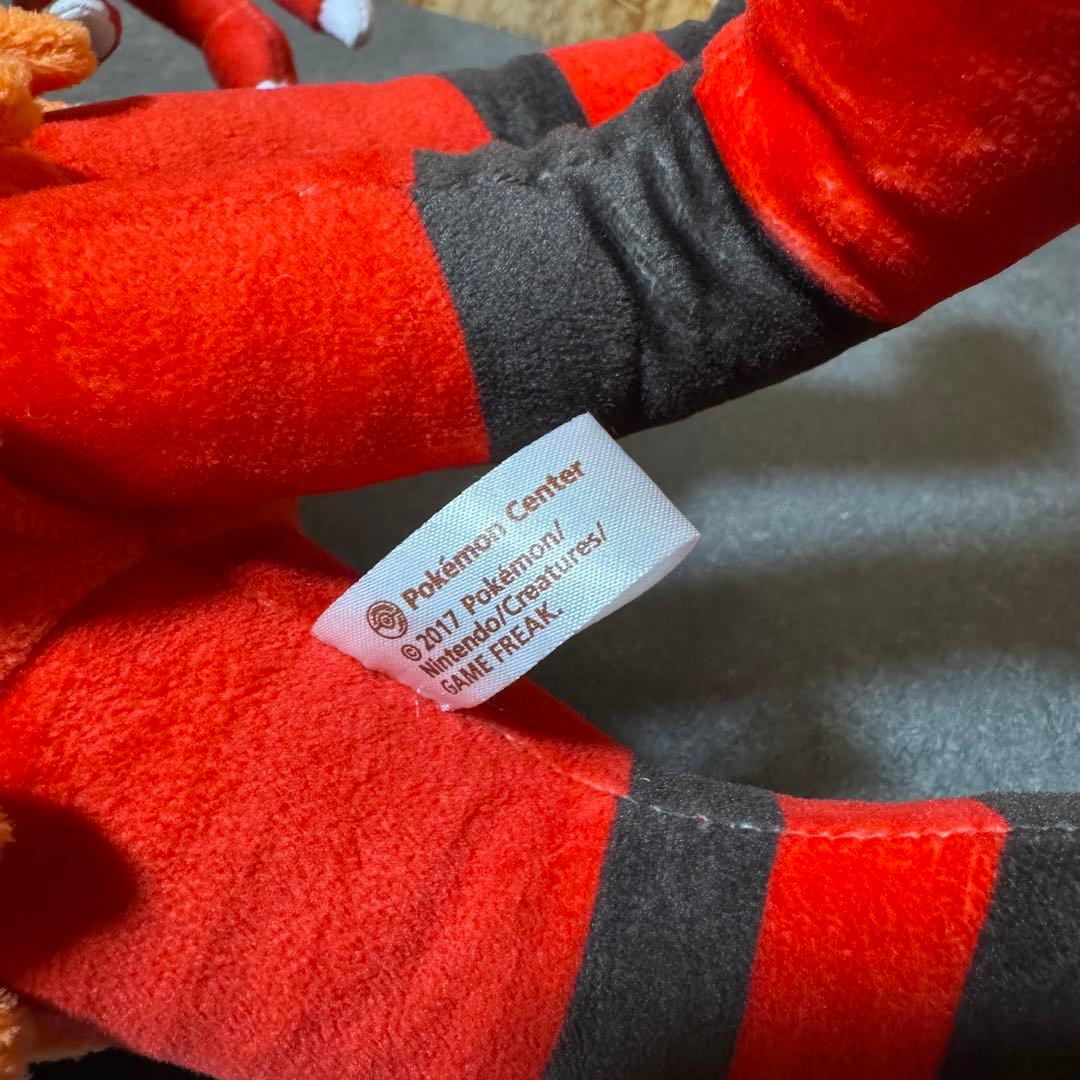 Pokémon Center
© 2017 Pokémon/
Nintendo/Creatures/
GAME FREAK.